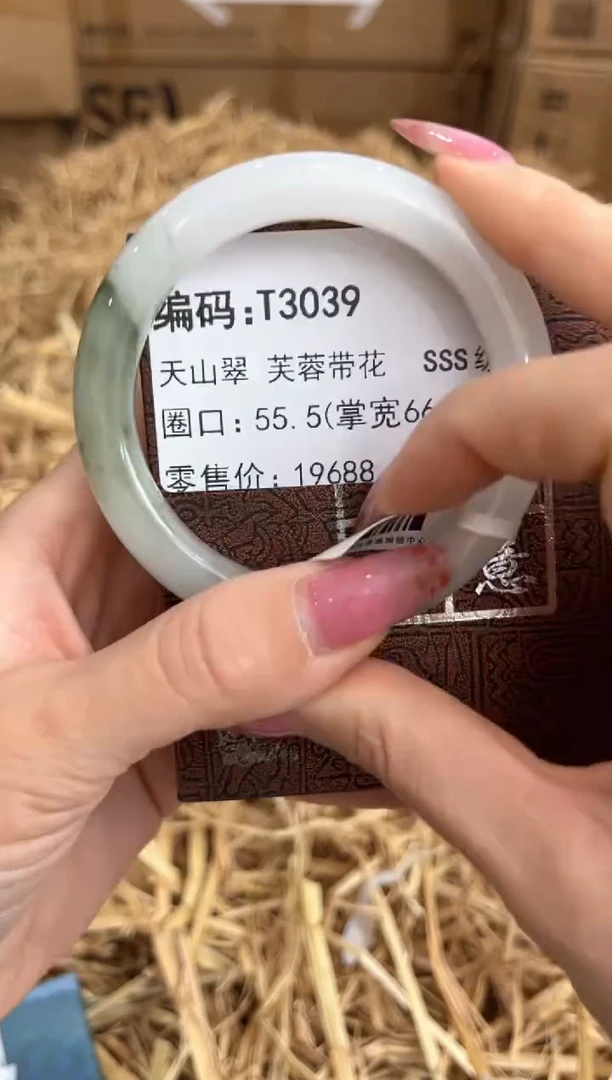 编码:T3039
天山翠 芙蓉带花 SSS
圈口: 55.5(掌宽66
零售价: 19688
惠